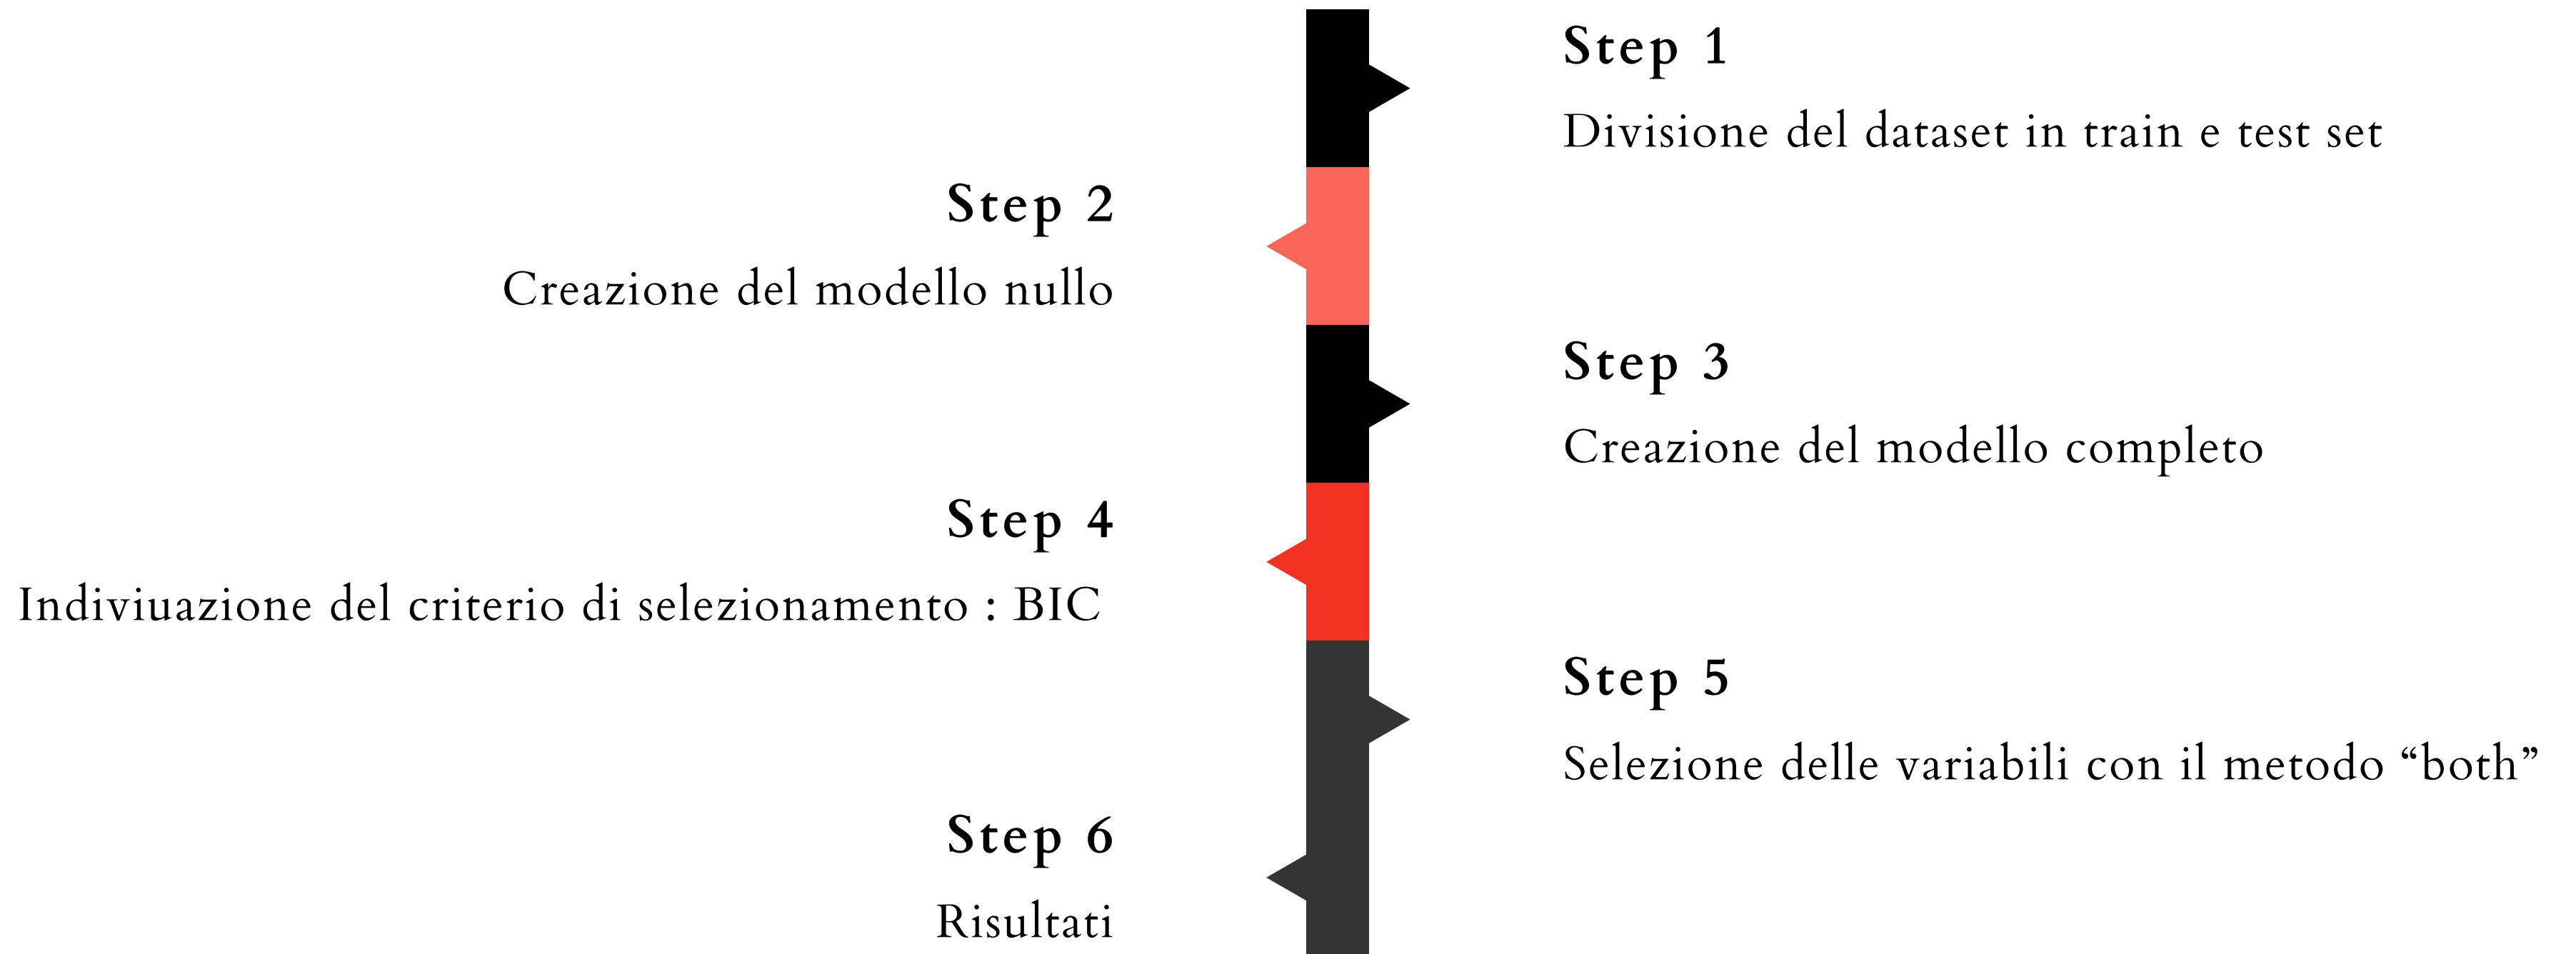 Step 1
Divisione del dataset in train e test set
Step 2
Creazione del modello nullo
Step 3
Creazione del modello completo
Step 4
Indiviuazione del criterio di selezionamento : BIC
Step 5
Selezione delle variabili con il metodo “both”
Step 6
Risultati